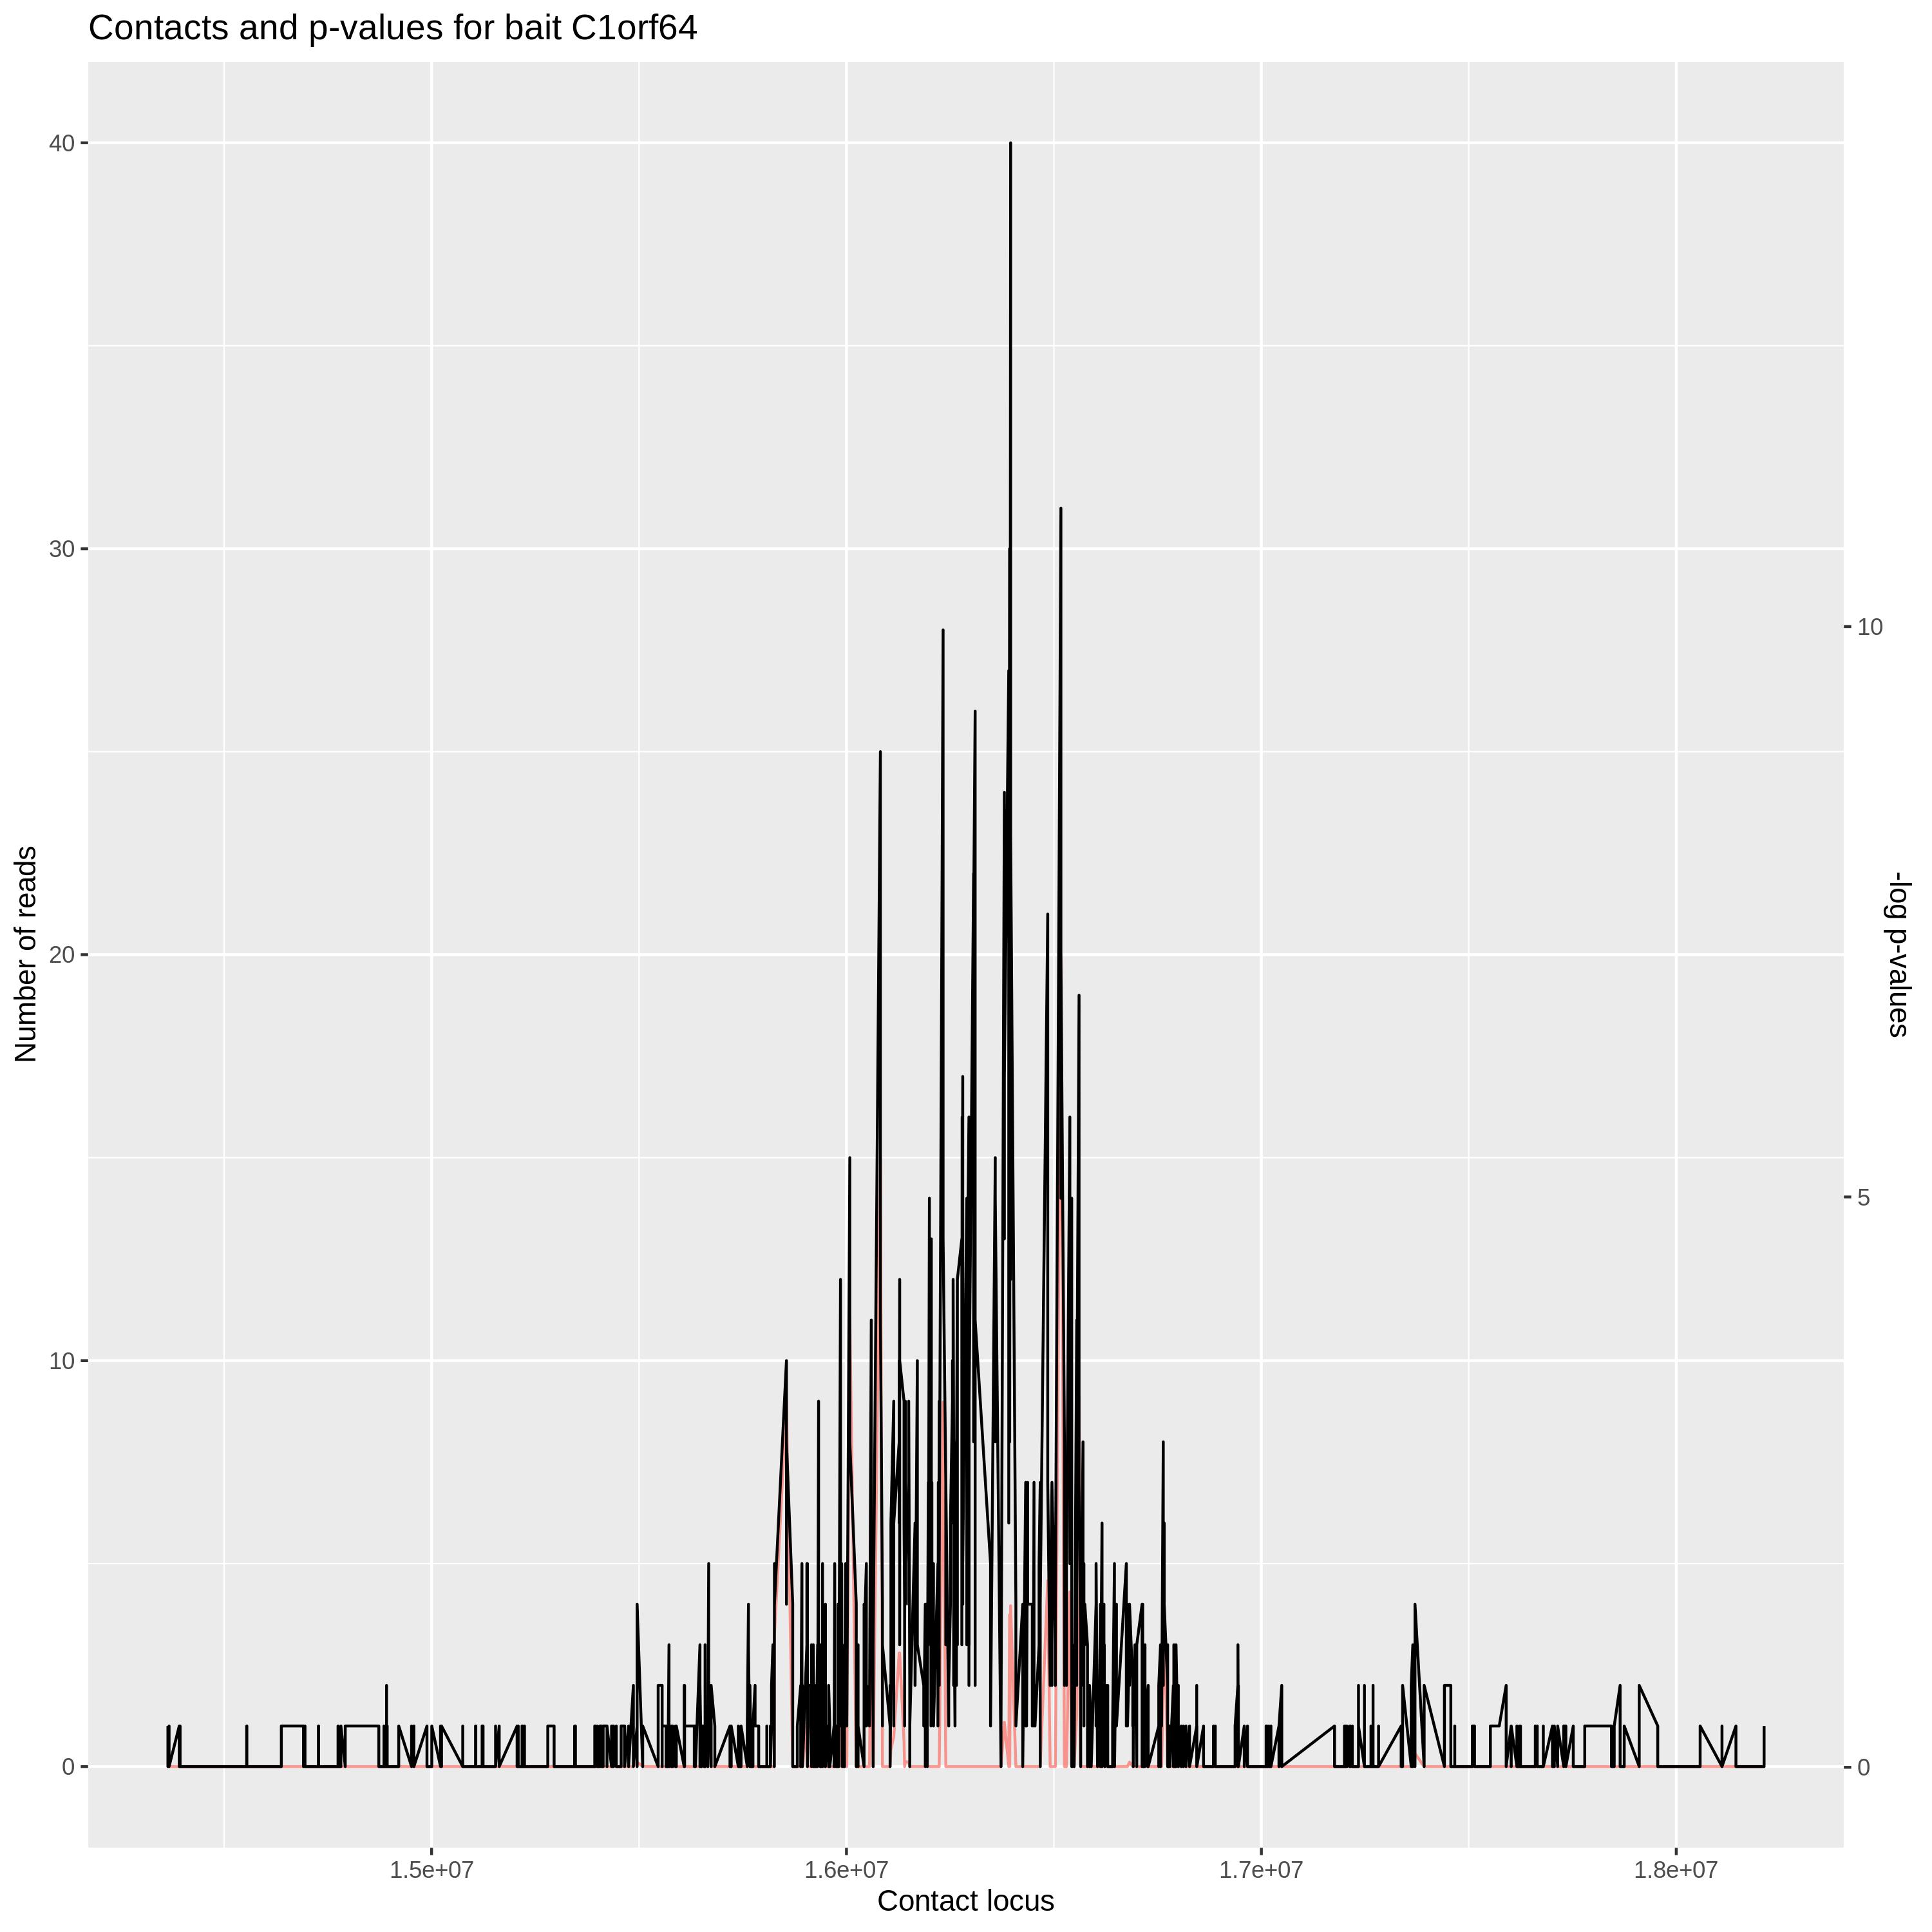 Contacts and p-values for bait C1orf64
40
30
20
10
0
Number of reads
10
5
0
-log p-values
1.5e+07
1.6e+07
1.7e+07
1.8e+07
Contact locus